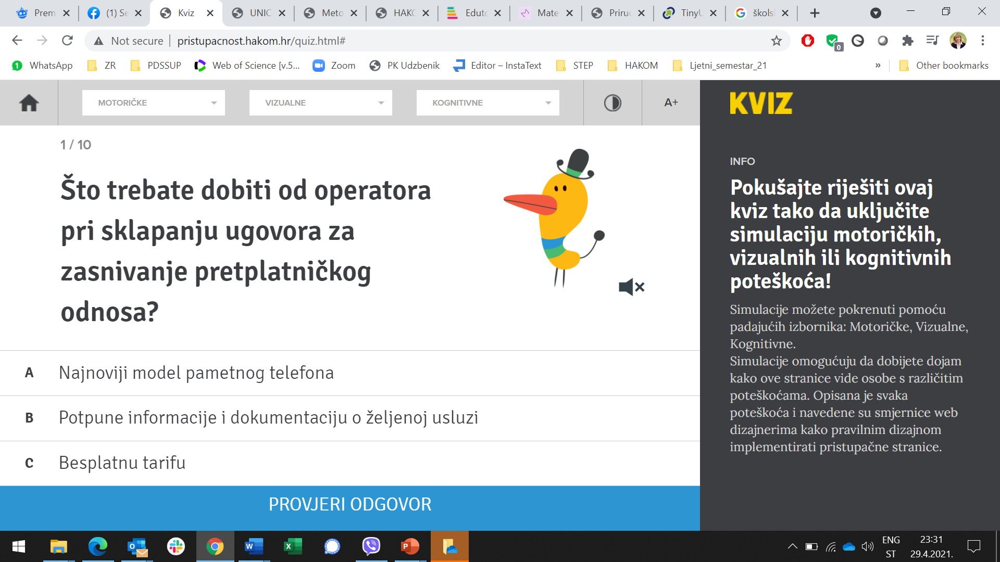 Prem
(1) Se
Kviz
UNIC
Meto
HAKO
Eduto
Mate
Priruc
TinyU
školsk
Not secure
pristupacnost.hakom.hr/quiz.html#
0
1
WhatsApp
ZR
PDSSUP
Web of Science [v.5...
Zoom
PK Udzbenik
Editor – InstaText
STEP
HAKOM
Ljetni_semestar_21
»
Other bookmarks
MOTORIČKE
VIZUALNE
KOGNITIVNE
A+
1 / 10
Što trebate dobiti od operatora
pri sklapanju ugovora za
zasnivanje pretplatničkog
odnosa?
A Najnoviji model pametnog telefona
B Potpune informacije i dokumentaciju o željenoj usluzi
C Besplatnu tarifu
PROVJERI ODGOVOR
KVIZ
INFO
Pokušajte riješiti ovaj
kviz tako da uključite
simulaciju motoričkih,
vizualnih ili kognitivnih
poteškoća!
Simulacije možete pokrenuti pomoću
padajućih izbornika: Motoričke, Vizualne,
Kognitivne.
Simulacije omogućuju da dobijete dojam
kako ove stranice vide osobe s različitim
poteškoćama. Opisana je svaka
poteškoća i navedene su smjernice web
dizajnerima kako pravilnim dizajnom
implementirati pristupačne stranice.
ENG
ST
23:31
29.4.2021.